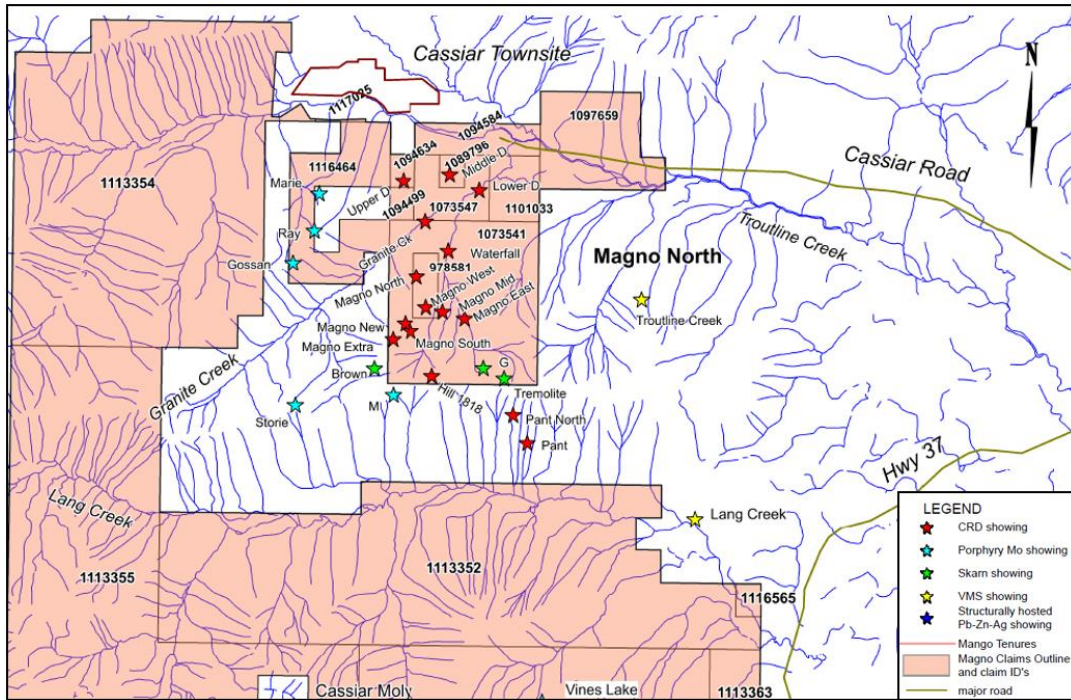 Cassiar Townsite
N
1117025
1094584
1097659
1094634
1089796
Middle D
Cassiar Road
1116464
1113354
Marie
Upper D
Lower D
1094499
1073547
1101033
Troutline Creek
Ray
1073541
Granite Ck
Waterfall
Magno North
Gossan
978581
Magno North
Magno West
Magno Mid
Magno East
Troutline Creek
Magno New
Magno South
Magno Extra
Granite Creek
Brown
G
Hill 1818
Tremolite
Storie
Pant North
Pant
Hwy 37
Lang Creek
Lang Creek
1113355
1113352
1116565
Cassiar Moly
Vines Lake
1113363
LEGEND
CRD showing
Porphyry Mo showing
Skarn showing
VMS showing
Structurally hosted
Pb-Zn-Ag showing
Mango Tenures
Magno Claims Outline
and claim ID's
major road